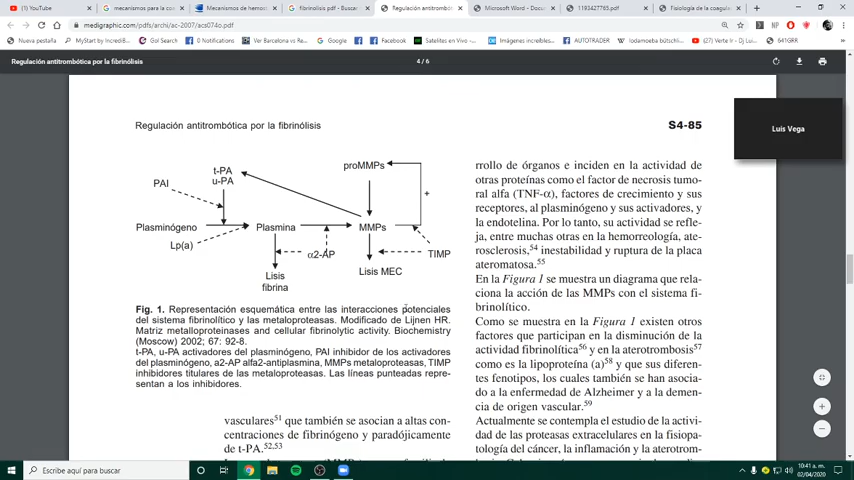 (1) YouTube
mecanismos para la co
Mecanismos de hemos
fibrinolisis pdf - Buscar
Regulación antitrombót
Microsoft Word - Docu
1193427785.pdf
Fisiología de la coagula
medigraphic.com/pdfs/archi/ac-2007/acs074o.pdf
Nueva pestaña
MyStart by IncrediB
Go! Search
0 Notifications
Ver Barcelona vs Re
Google
Facebook
Satelites en Vivo
Imágenes increíbles
AUTOTRADER
lodamoeba bütschli
Verte Ir - Dj Lui
641GRR
Regulación antitrombótica por la fibrinólisis
4 / 6
Luis Vega
Regulación antitrombótica por la fibrinólisis
S4-85
t-PA
u-PA
PAI
proMMPs
+
Plasminógeno
Plasmina
MMPs
Lp(a)
α2-AP
TIMP
Lisis
fibrina
Lisis MEC
Fig. 1. Representación esquemática entre las interacciones potenciales
del sistema fibrinolítico y las metaloproteasas. Modificado de Lijnen HR.
Matriz metalloproteinases and cellular fibrinolytic activity. Biochemistry
(Moscow) 2002; 67: 92-8.
t-PA, u-PA activadores del plasminógeno, PAI inhibidor de los activadores
del plasminógeno, a2-AP alfa2-antiplasmina, MMPs metaloproteasas, TIMP
inhibidores titulares de las metaloproteasas. Las líneas punteadas repre-
sentan a los inhibidores.
vasculares51 que también se asocian a altas con-
centraciones de fibrinógeno y paradójicamente
de t-PA.52,53
rrollo de órganos e inciden en la actividad de
otras proteínas como el factor de necrosis tumo-
ral alfa (TNF-α), factores de crecimiento y sus
receptores, al plasminógeno y sus activadores, y
la endotelina. Por lo tanto, su actividad se refle-
ja, entre muchas otras en la hemorreología, ate-
rosclerosis,54 inestabilidad y ruptura de la placa
ateromatosa.55
En la Figura 1 se muestra un diagrama que rela-
ciona la acción de las MMPs con el sistema fi-
brinolítico.
Como se muestra en la Figura 1 existen otros
factores que participan en la disminución de la
actividad fibrinolítica56 y en la aterotrombosis57
como es la lipoproteína (a)58 y que sus diferen-
tes fenotipos, los cuales también se han asocia-
do a la enfermedad de Alzheimer y a la demen-
cia de origen vascular.59
Actualmente se contempla el estudio de la activi-
dad de las proteasas extracelulares en la fisiopa-
tología del cáncer, la inflamación y la aterotrom-
Escribe aquí para buscar
10:41 a. m.
02/04/2020